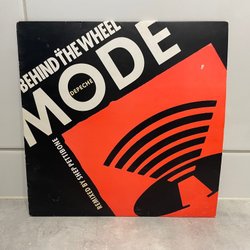 BEHIND THE WHEEL
DEPECHE
MODE
REMIXED BY SHEP PETTIBONE